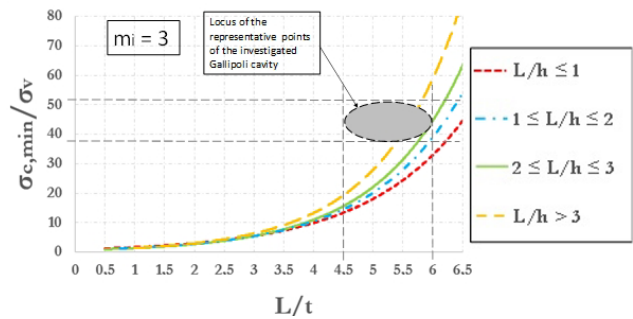 mi = 3
Locus of the
representative points
of the investigated
Gallipoli cavity
σc,min/σv
80
70
60
50
40
30
20
10
0
0 0.5 1 1.5 2 2.5 3 3.5 4 4.5 5 5.5 6 6.5
L/t
L/h ≤ 1
1 ≤ L/h ≤ 2
2 ≤ L/h ≤ 3
L/h > 3